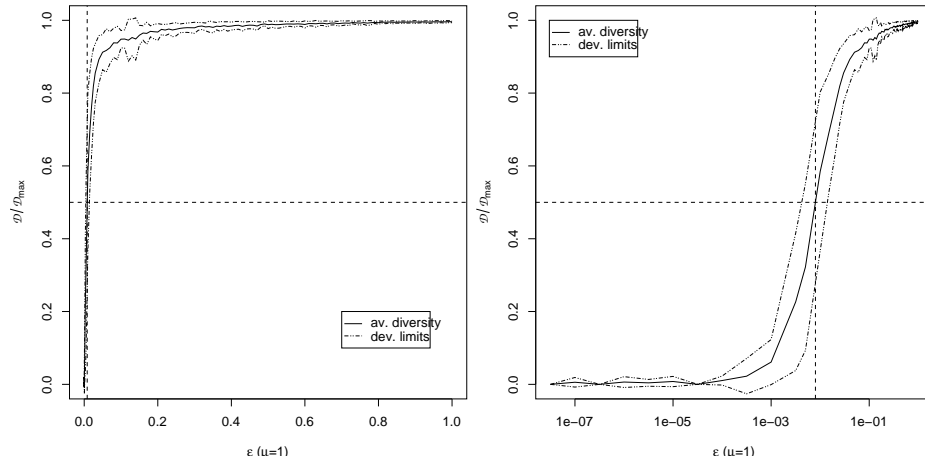 1.0
0.8
0.6
0.4
0.2
0.0
𝒟/𝒟max
av. diversity
dev. limits
0.0 0.2 0.4 0.6 0.8 1.0
ε (μ=1)
1.0
0.8
0.6
0.4
0.2
0.0
𝒟/𝒟max
av. diversity
dev. limits
1e−07 1e−05 1e−03 1e−01
ε (μ=1)